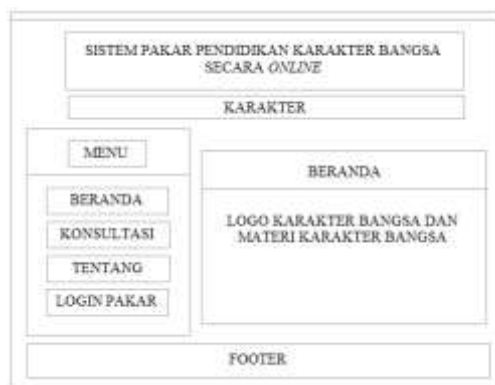 SISTEM PAKAR PENDIDIKAN KARAKTER BANGSA
SECARA ONLINE
KARAKTER
MENU
BERANDA
KONSULTASI
TENTANG
LOGIN PAKAR
BERANDA
LOGO KARAKTER BANGSA DAN
MATERI KARAKTER BANGSA
FOOTER